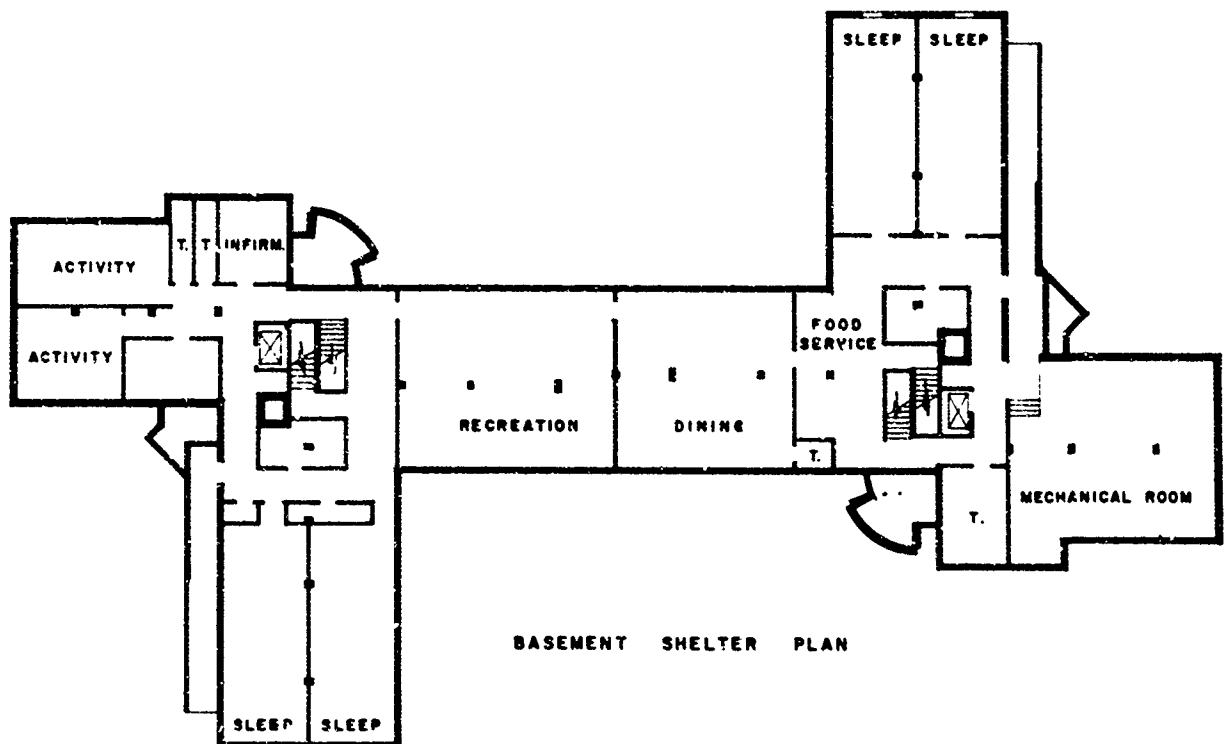 SLEEP SLEEP
T. T INFIRM.
ACTIVITY
FOOD
SERVICE
ACTIVITY
RECREATION
DINING
T.
MECHANICAL ROOM
T.
BASEMENT SHELTER PLAN
SLEEP SLEEP